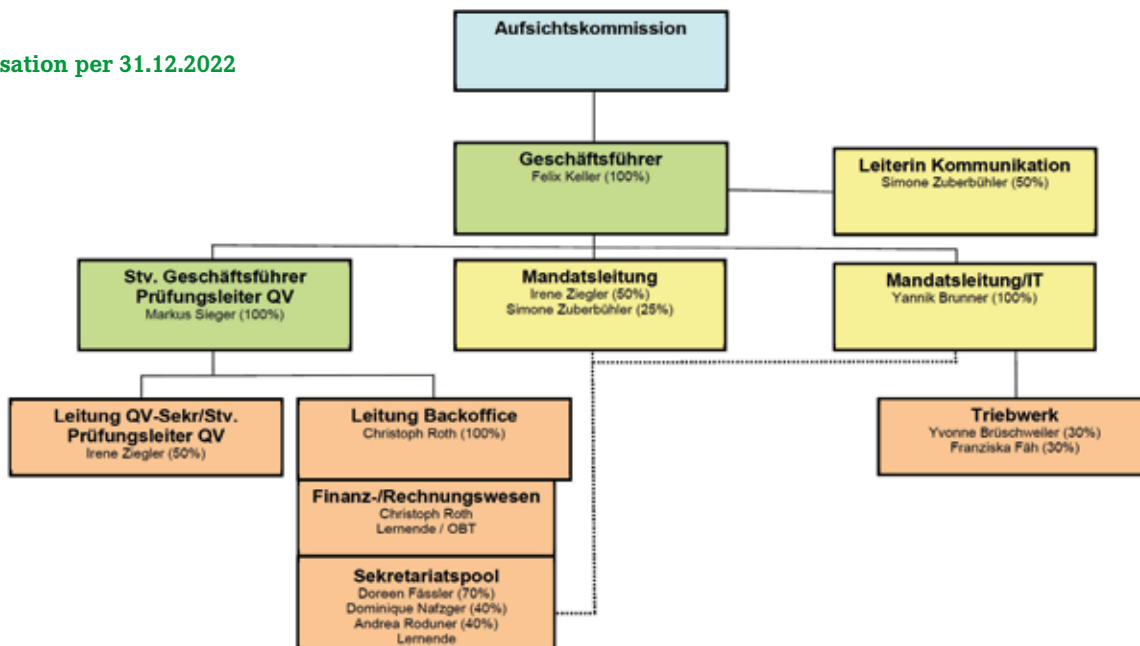 sation per 31.12.2022
Aufsichtskommission
Geschäftsführer
Felix Keller (100%)
Leiterin Kommunikation
Simone Zuberbühler (50%)
Stv. Geschäftsführer
Prüfungsleiter QV
Markus Sieger (100%)
Mandatsleitung
Irene Ziegler (50%)
Simone Zuberbühler (25%)
Mandatsleitung/IT
Yannik Brunner (100%)
Leitung QV-Sekr/Stv.
Prüfungsleiter QV
Irene Ziegler (50%)
Leitung Backoffice
Christoph Roth (100%)
Triebwerk
Yvonne Brüschweiler (30%)
Franziska Fäh (30%)
Finanz-/Rechnungswesen
Christoph Roth
Lernende / OBT
Sekretariatspool
Doreen Fässler (70%)
Dominique Nafzger (40%)
Andrea Roduner (40%)
Lernende